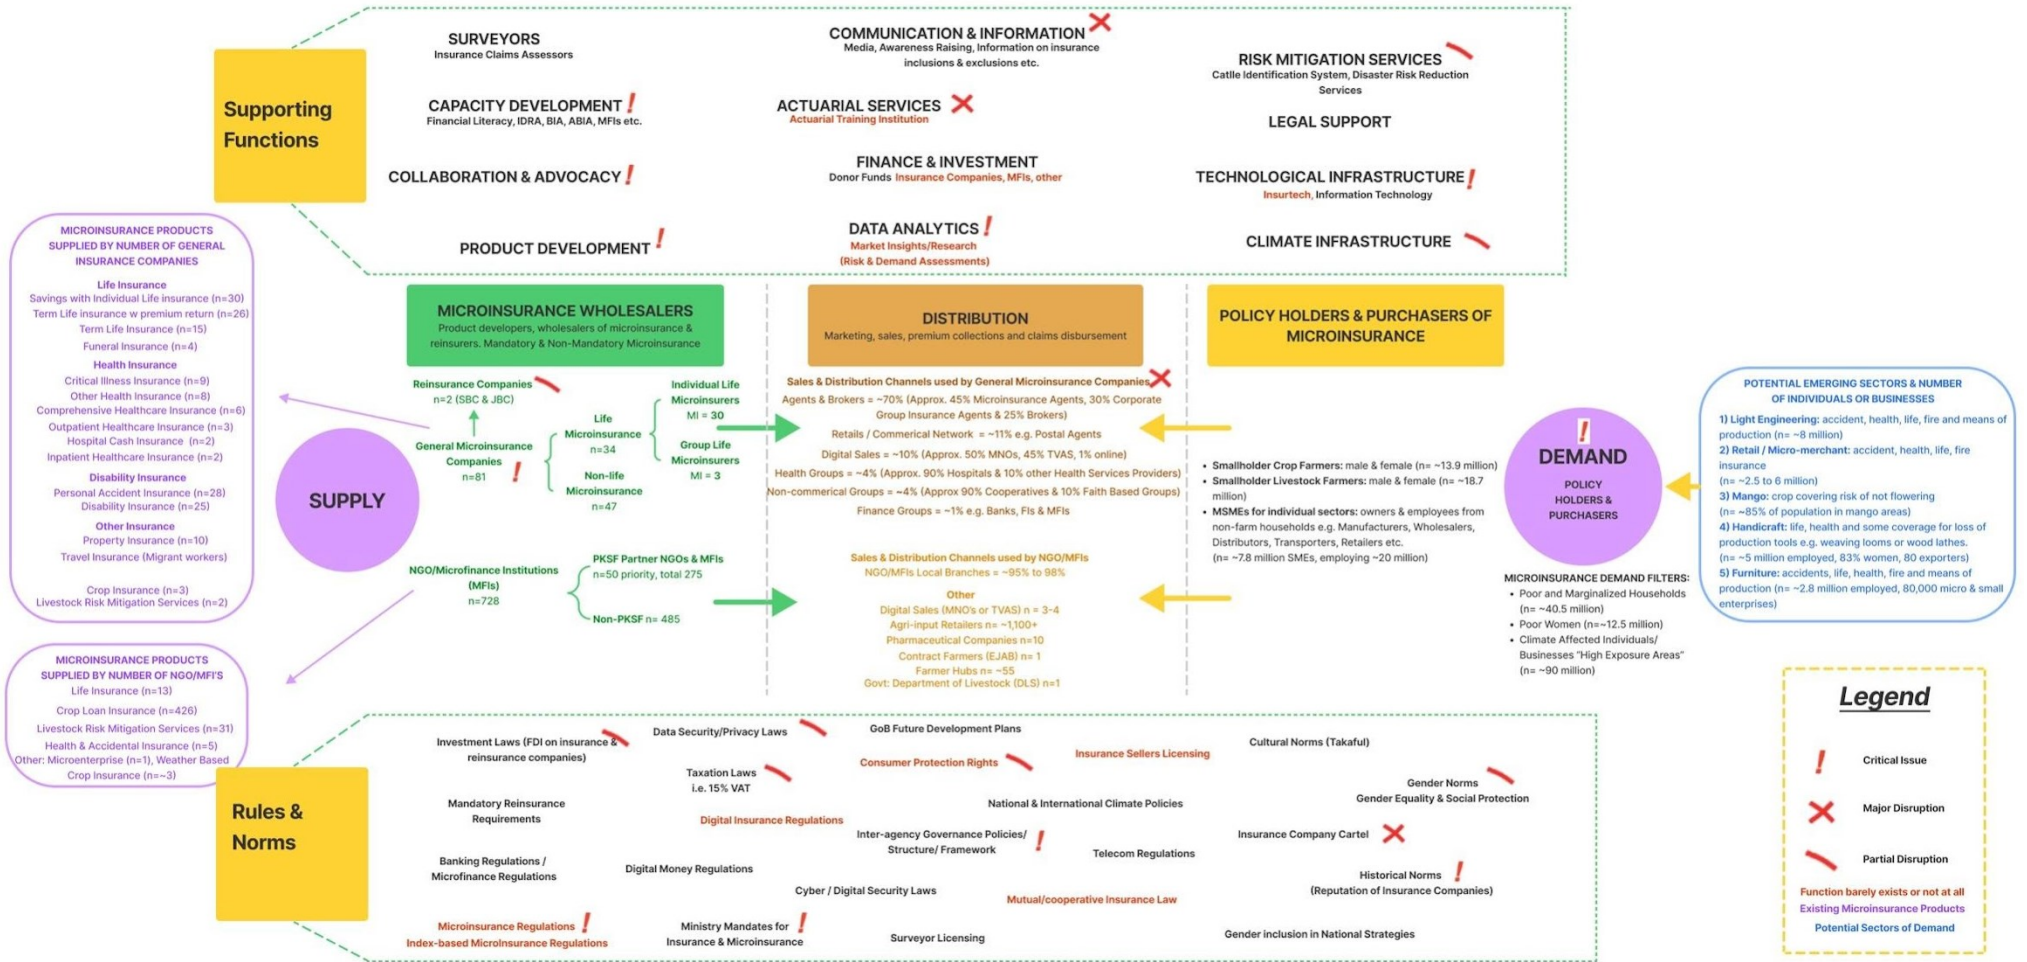 Supporting
Functions
SURVEYORS
Insurance Claims Assessors
CAPACITY DEVELOPMENT
Financial Literacy, IDRA, BIA, ABIA, MFIs etc.
COLLABORATION & ADVOCACY
PRODUCT DEVELOPMENT
COMMUNICATION & INFORMATION
Media, Awareness Raising, Information on insurance
inclusions & exclusions etc.
ACTUARIAL SERVICES
Actuarial Training Institution
FINANCE & INVESTMENT
Donor Funds Insurance Companies, MFIs, other
DATA ANALYTICS
Market Insights/Research
(Risk & Demand Assessments)
RISK MITIGATION SERVICES
Catlle Identification System, Disaster Risk Reduction
Services
LEGAL SUPPORT
TECHNOLOGICAL INFRASTRUCTURE
Insurtech, Information Technology
CLIMATE INFRASTRUCTURE
MICROINSURANCE PRODUCTS
SUPPLIED BY NUMBER OF GENERAL
INSURANCE COMPANIES
Life Insurance
Savings with Individual Life insurance (n=30)
Term Life insurance w premium return (n=26)
Term Life Insurance (n=15)
Funeral Insurance (n=4)
Health Insurance
Critical Illness Insurance (n=9)
Other Health Insurance (n=8)
Comprehensive Healthcare Insurance (n=6)
Outpatient Healthcare Insurance (n=3)
Hospital Cash Insurance (n=2)
Inpatient Healthcare Insurance (n=2)
Disability Insurance
Personal Accident Insurance (n=28)
Disability Insurance (n=25)
Other Insurance
Property Insurance (n=10)
Travel Insurance (Migrant workers)
Crop Insurance (n=3)
Livestock Risk Mitigation Services (n=2)
MICROINSURANCE PRODUCTS
SUPPLIED BY NUMBER OF NGO/MFI'S
Life Insurance (n=13)
Crop Loan Insurance (n=426)
Livestock Risk Mitigation Services (n=31)
Health & Accidental Insurance (n=5)
Other: Microenterprise (n=1), Weather Based
Crop Insurance (n=~3)
SUPPLY
MICROINSURANCE WHOLESALERS
Product developers, wholesalers of microinsurance &
reinsurers. Mandatory & Non-Mandatory Microinsurance
Reinsurance Companies
n=2 (SBC & JBC)
General Microinsurance
Companies
n=81
Life
Microinsurance
n=34
Non-life
Microinsurance
n=47
Individual Life
Microinsurers
MI = 30
Group Life
Microinsurers
MI = 3
NGO/Microfinance Institutions
(MFIs)
n=728
PKSF Partner NGOs & MFIs
n=50 priority, total 275
Non-PKSF n= 485
DISTRIBUTION
Marketing, sales, premium collections and claims disbursement
Sales & Distribution Channels used by General Microinsurance Companies
Agents & Brokers = ~70% (Approx. 45% Microinsurance Agents, 30% Corporate
Group Insurance Agents & 25% Brokers)
Retails / Commerical Network = ~11% e.g. Postal Agents
Digital Sales = ~10% (Approx. 50% MNOs, 45% TVAS, 1% online)
Health Groups = ~4% (Approx. 90% Hospitals & 10% other Health Services Providers)
Non-commerical Groups = ~4% (Approx 90% Cooperatives & 10% Faith Based Groups)
Finance Groups = ~1% e.g. Banks, FIs & MFIs
Sales & Distribution Channels used by NGO/MFIs
NGO/MFIs Local Branches = ~95% to 98%
Other
Digital Sales (MNO's or TVAS) n = 3-4
Agri-input Retailers n= ~1,100+
Pharmaceutical Companies n=10
Contract Farmers (EJAB) n= 1
Farmer Hubs n= ~55
Govt: Department of Livestock (DLS) n=1
POLICY HOLDERS & PURCHASERS OF
MICROINSURANCE
• Smallholder Crop Farmers: male & female (n= ~13.9 million)
• Smallholder Livestock Farmers: male & female (n= ~18.7
million)
• MSMEs for individual sectors: owners & employees from
non-farm households e.g. Manufacturers, Wholesalers,
Distributors, Transporters, Retailers etc.
(n= ~7.8 million SMEs, employing ~20 million)
DEMAND
POLICY
HOLDERS &
PURCHASERS
MICROINSURANCE DEMAND FILTERS:
• Poor and Marginalized Households
(n= ~40.5 million)
• Poor Women (n=~12.5 million)
• Climate Affected Individuals/
Businesses "High Exposure Areas"
(n= ~90 million)
POTENTIAL EMERGING SECTORS & NUMBER
OF INDIVIDUALS OR BUSINESSES
1) Light Engineering: accident, health, life, fire and means of
production (n= ~8 million)
2) Retail / Micro-merchant: accident, health, life, fire
insurance
(n= ~2.5 to 6 million)
3) Mango: crop covering risk of not flowering
(n= ~85% of population in mango areas)
4) Handicraft: life, health and some coverage for loss of
production tools e.g. weaving looms or wood lathes.
(n= ~5 million employed, 83% women, 80 exporters)
5) Furniture: accidents, life, health, fire and means of
production (n= ~2.8 million employed, 80,000 micro & small
enterprises)
Rules &
Norms
Investment Laws (FDI on insurance &
reinsurance companies)
Mandatory Reinsurance
Requirements
Banking Regulations /
Microfinance Regulations
Microinsurance Regulations
Index-based MicroInsurance Regulations
Data Security/Privacy Laws
Taxation Laws
i.e. 15% VAT
Digital Insurance Regulations
Digital Money Regulations
Cyber / Digital Security Laws
Ministry Mandates for
Insurance & Microinsurance
GoB Future Development Plans
Consumer Protection Rights
National & International Climate Policies
Inter-agency Governance Policies/
Structure/ Framework
Surveyor Licensing
Insurance Sellers Licensing
Telecom Regulations
Mutual/cooperative Insurance Law
Cultural Norms (Takaful)
Gender Norms
Gender Equality & Social Protection
Insurance Company Cartel
Historical Norms
(Reputation of Insurance Companies)
Gender inclusion in National Strategies
Legend
Critical Issue
Major Disruption
Partial Disruption
Function barely exists or not at all
Existing Microinsurance Products
Potential Sectors of Demand